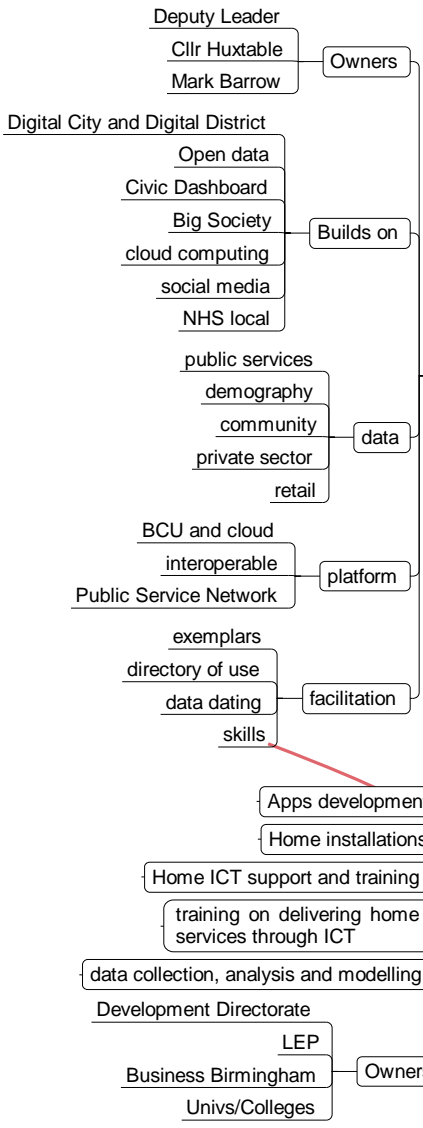 Deputy Leader
Cllr Huxtable
Mark Barrow
Owners
Digital City and Digital District
Open data
Civic Dashboard
Big Society
cloud computing
social media
NHS local
Builds on
public services
demography
community
private sector
retail
data
BCU and cloud
interoperable
Public Service Network
platform
exemplars
directory of use
data dating
skills
facilitation
Apps developmen
Home installations
Home ICT support and training
training on delivering home
services through ICT
data collection, analysis and modelling
Development Directorate
LEP
Business Birmingham
Univs/Colleges
Owners